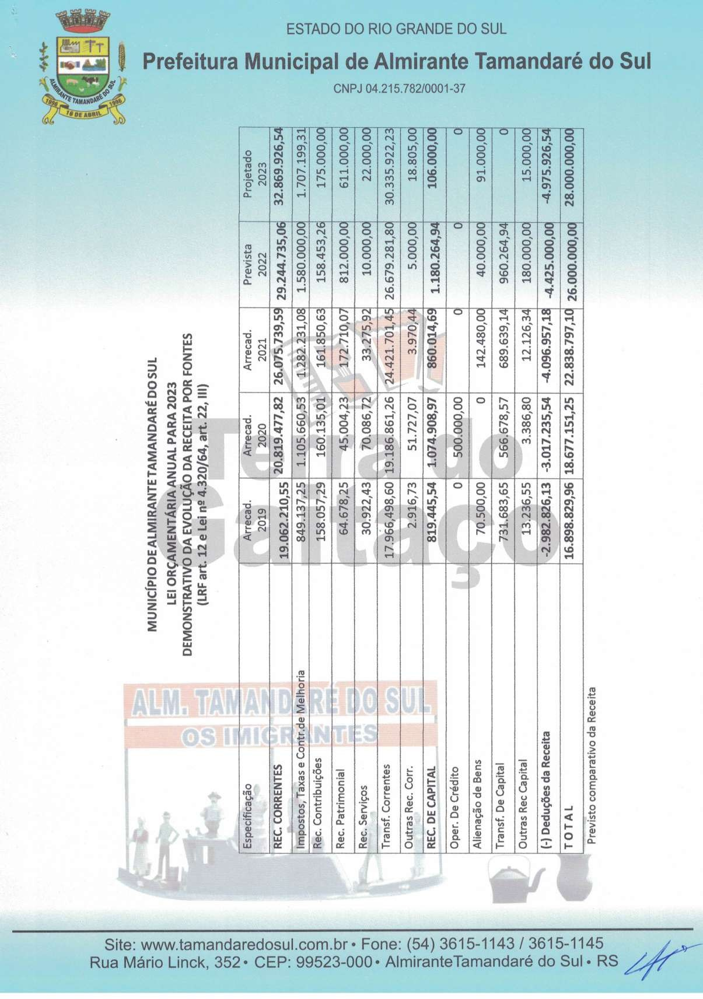 ESTADO DO RIO GRANDE DO SUL
Prefeitura Municipal de Almirante Tamandaré do Sul
CNPJ 04.215.782/0001-37
ALMIRANTE TAMANDARÉ DO SUL
1996 16 DE ABRIL 1996
MUNICÍPIO DE ALMIRANTE TAMANDARÉ DO SUL
LEI ORÇAMENTÁRIA ANUAL PARA 2023
DEMONSTRATIVO DA EVOLUÇÃO DA RECEITA POR FONTES
(LRF art. 12 e Lei nº 4.320/64, art. 22, III)
Especificação Arrecad. 2019 Arrecad. 2020 Arrecad. 2021 Prevista 2022 Projetado 2023
REC. CORRENTES 19.062.210,55 20.819.477,82 26.075.739,59 29.244.735,06 32.869.926,54
Impostos, Taxas e Contr.de Melhoria 849.137,25 1.105.660,53 1.282.231,08 1.580.000,00 1.707.199,31
Rec. Contribuições 158.057,29 160.135,01 161.850,63 158.453,26 175.000,00
Rec. Patrimonial 64.678,25 45.004,23 172.710,07 812.000,00 611.000,00
Rec. Serviços 30.922,43 70.086,72 33.275,92 10.000,00 22.000,00
Transf. Correntes 17.966,498,60 19.186.861,26 24.421.701,45 26.679.281,80 30.335.922,23
Outras Rec. Corr. 2.916,73 51.727,07 3.970,44 5.000,00 18.805,00
REC. DE CAPITAL 819.445,54 1.074.908,97 860.014,69 1.180.264,94 106.000,00
Oper. De Crédito 0 500.000,00 0 0 0
Alienação de Bens 70.500,00 0 142.480,00 40.000,00 91.000,00
Transf. De Capital 731.683,65 566.678,57 689.639,14 960.264,94 0
Outras Rec Capital 13.236,55 3.386,80 12.126,34 180.000,00 15.000,00
(-) Deduções da Receita -2.982.826,13 -3.017.235,54 -4.096.957,18 -4.425.000,00 -4.975.926,54
T O T A L 16.898.829,96 18.677.151,25 22.838.797,10 26.000.000,00 28.000.000,00
Previsto comparativo da Receita
Terra do
Gaitaço
ALM. TAMANDARÉ DO SUL
OS IMIGRANTES
Site: www.tamandaredosul.com.br • Fone: (54) 3615-1143 / 3615-1145
Rua Mário Linck, 352 • CEP: 99523-000 • AlmiranteTamandaré do Sul • RS